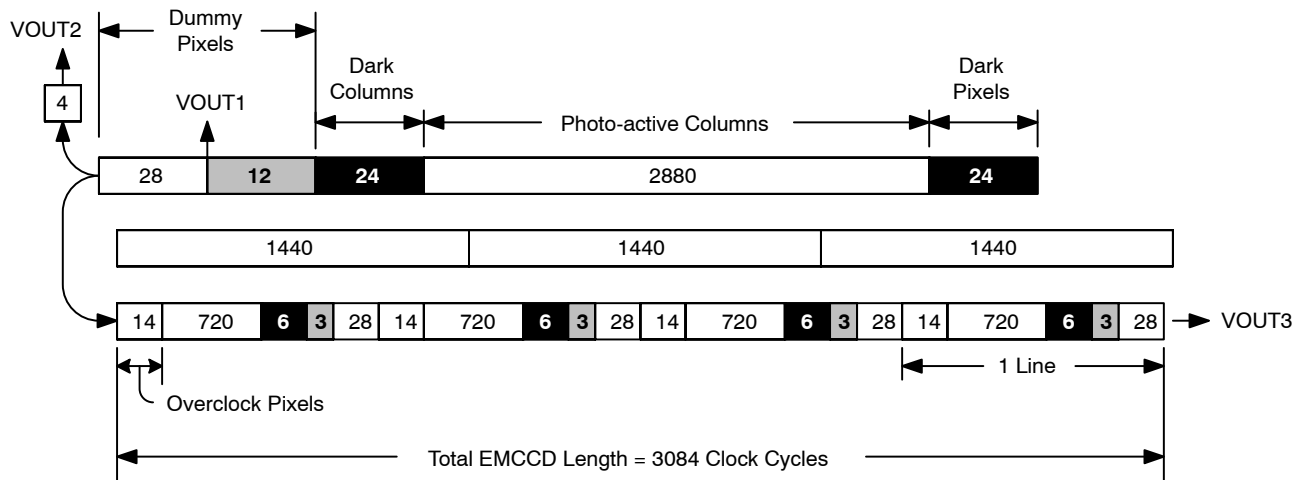 VOUT2
Dummy
Pixels
4
VOUT1
Dark
Columns
Photo-active Columns
Dark
Pixels
28 12 24 2880 24
1440 1440 1440
14 720 6 3 28 14 720 6 3 28 14 720 6 3 28 14 720 6 3 28 VOUT3
1 Line
Overclock Pixels
Total EMCCD Length = 3084 Clock Cycles